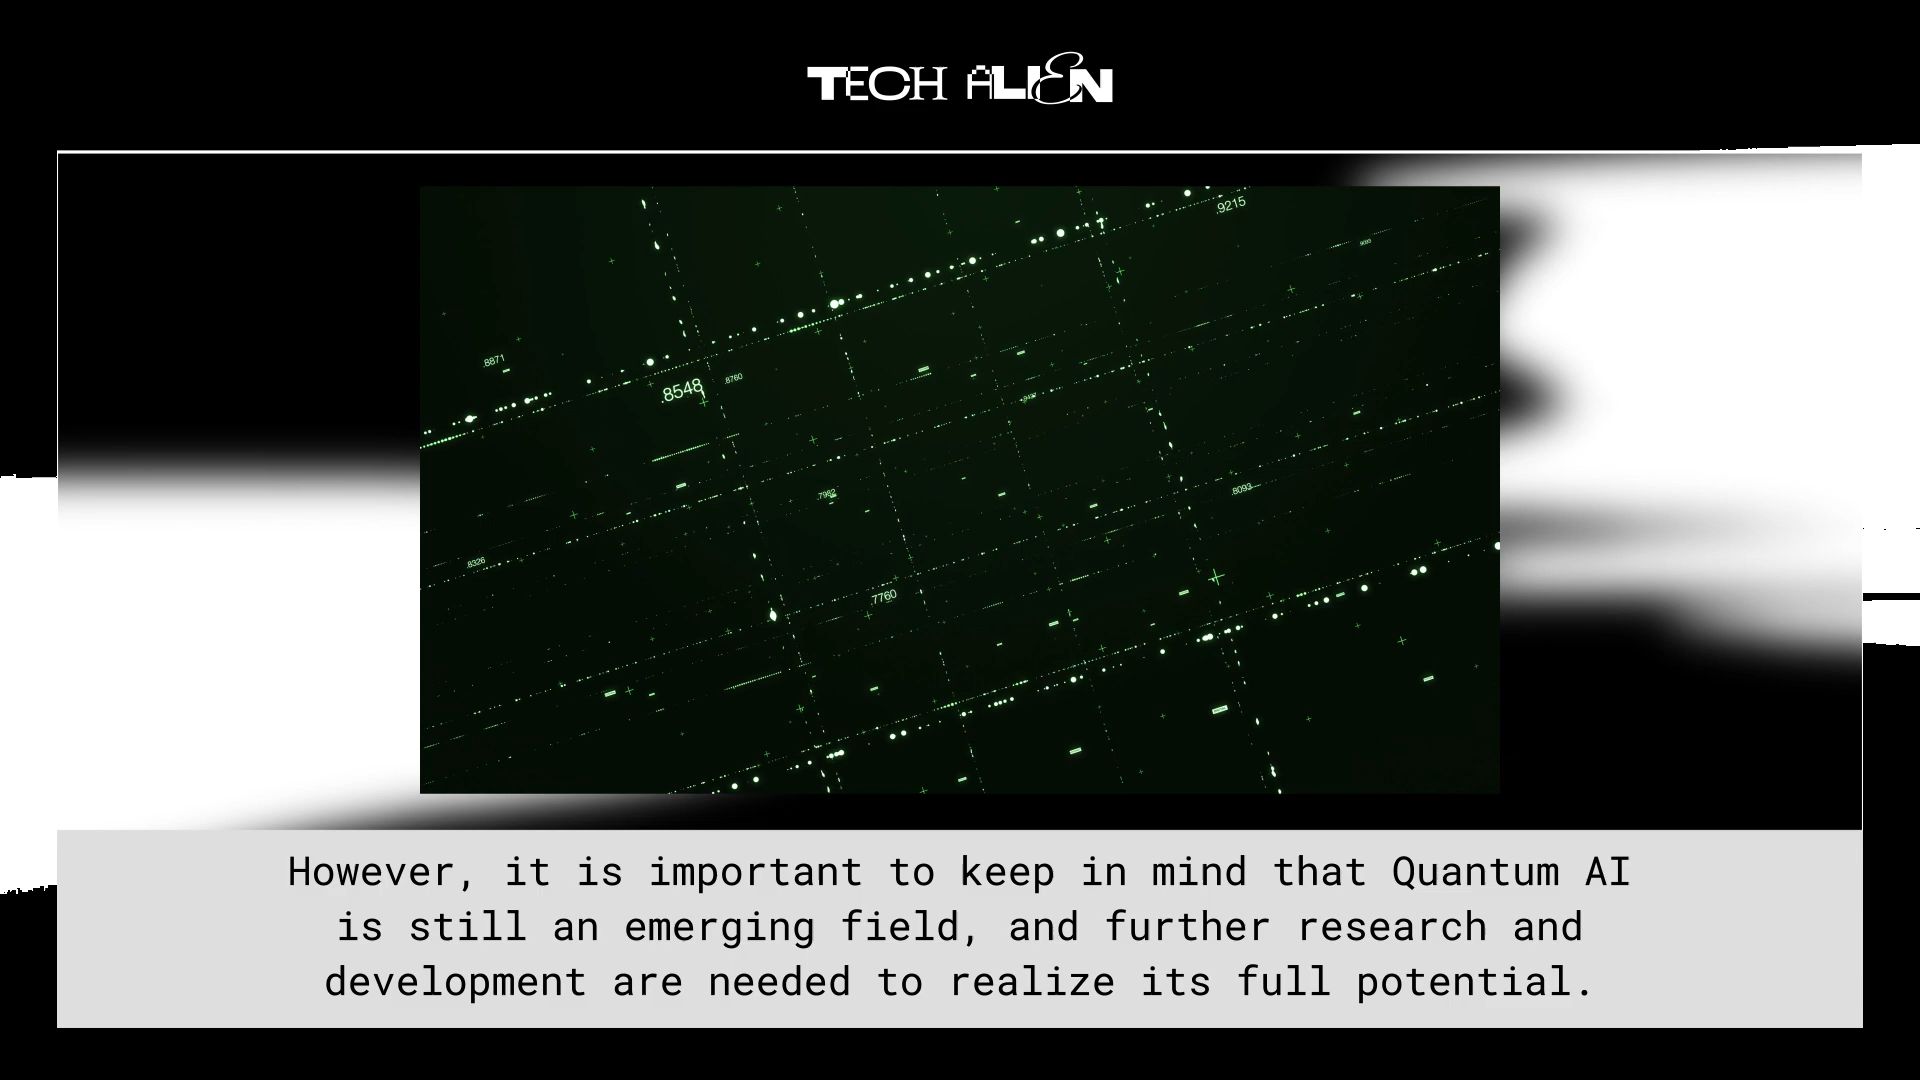 TECH ALIEN
.9215
.8871
.8548
.8760
.7982
.8093
.8326
.7760
However, it is important to keep in mind that Quantum AI
is still an emerging field, and further research and
development are needed to realize its full potential.